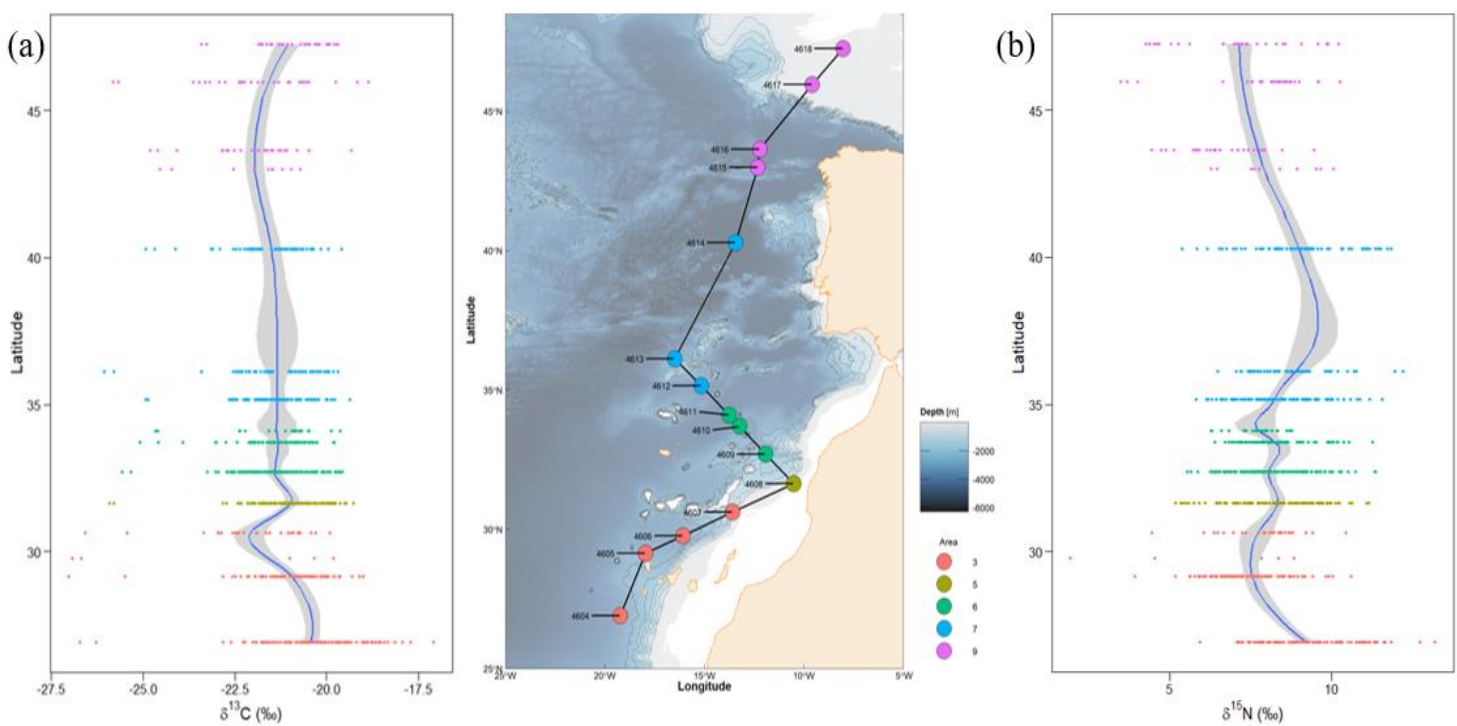 (a)
Latitude
45
40
35
30
-27.5
-25.0
-22.5
-20.0
-17.5
δ13C (‰)
Latitude
45°N
40°N
35°N
30°N
25°N
25°W
20°W
15°W
10°W
5°W
Longitude
4618
4617
4616
4615
4614
4613
4612
4611
4610
4609
4608
4607
4606
4605
4604
Depth [m]
-2000
-4000
-6000
Area
3
5
6
7
9
(b)
Latitude
45
40
35
30
5
10
δ15N (‰)